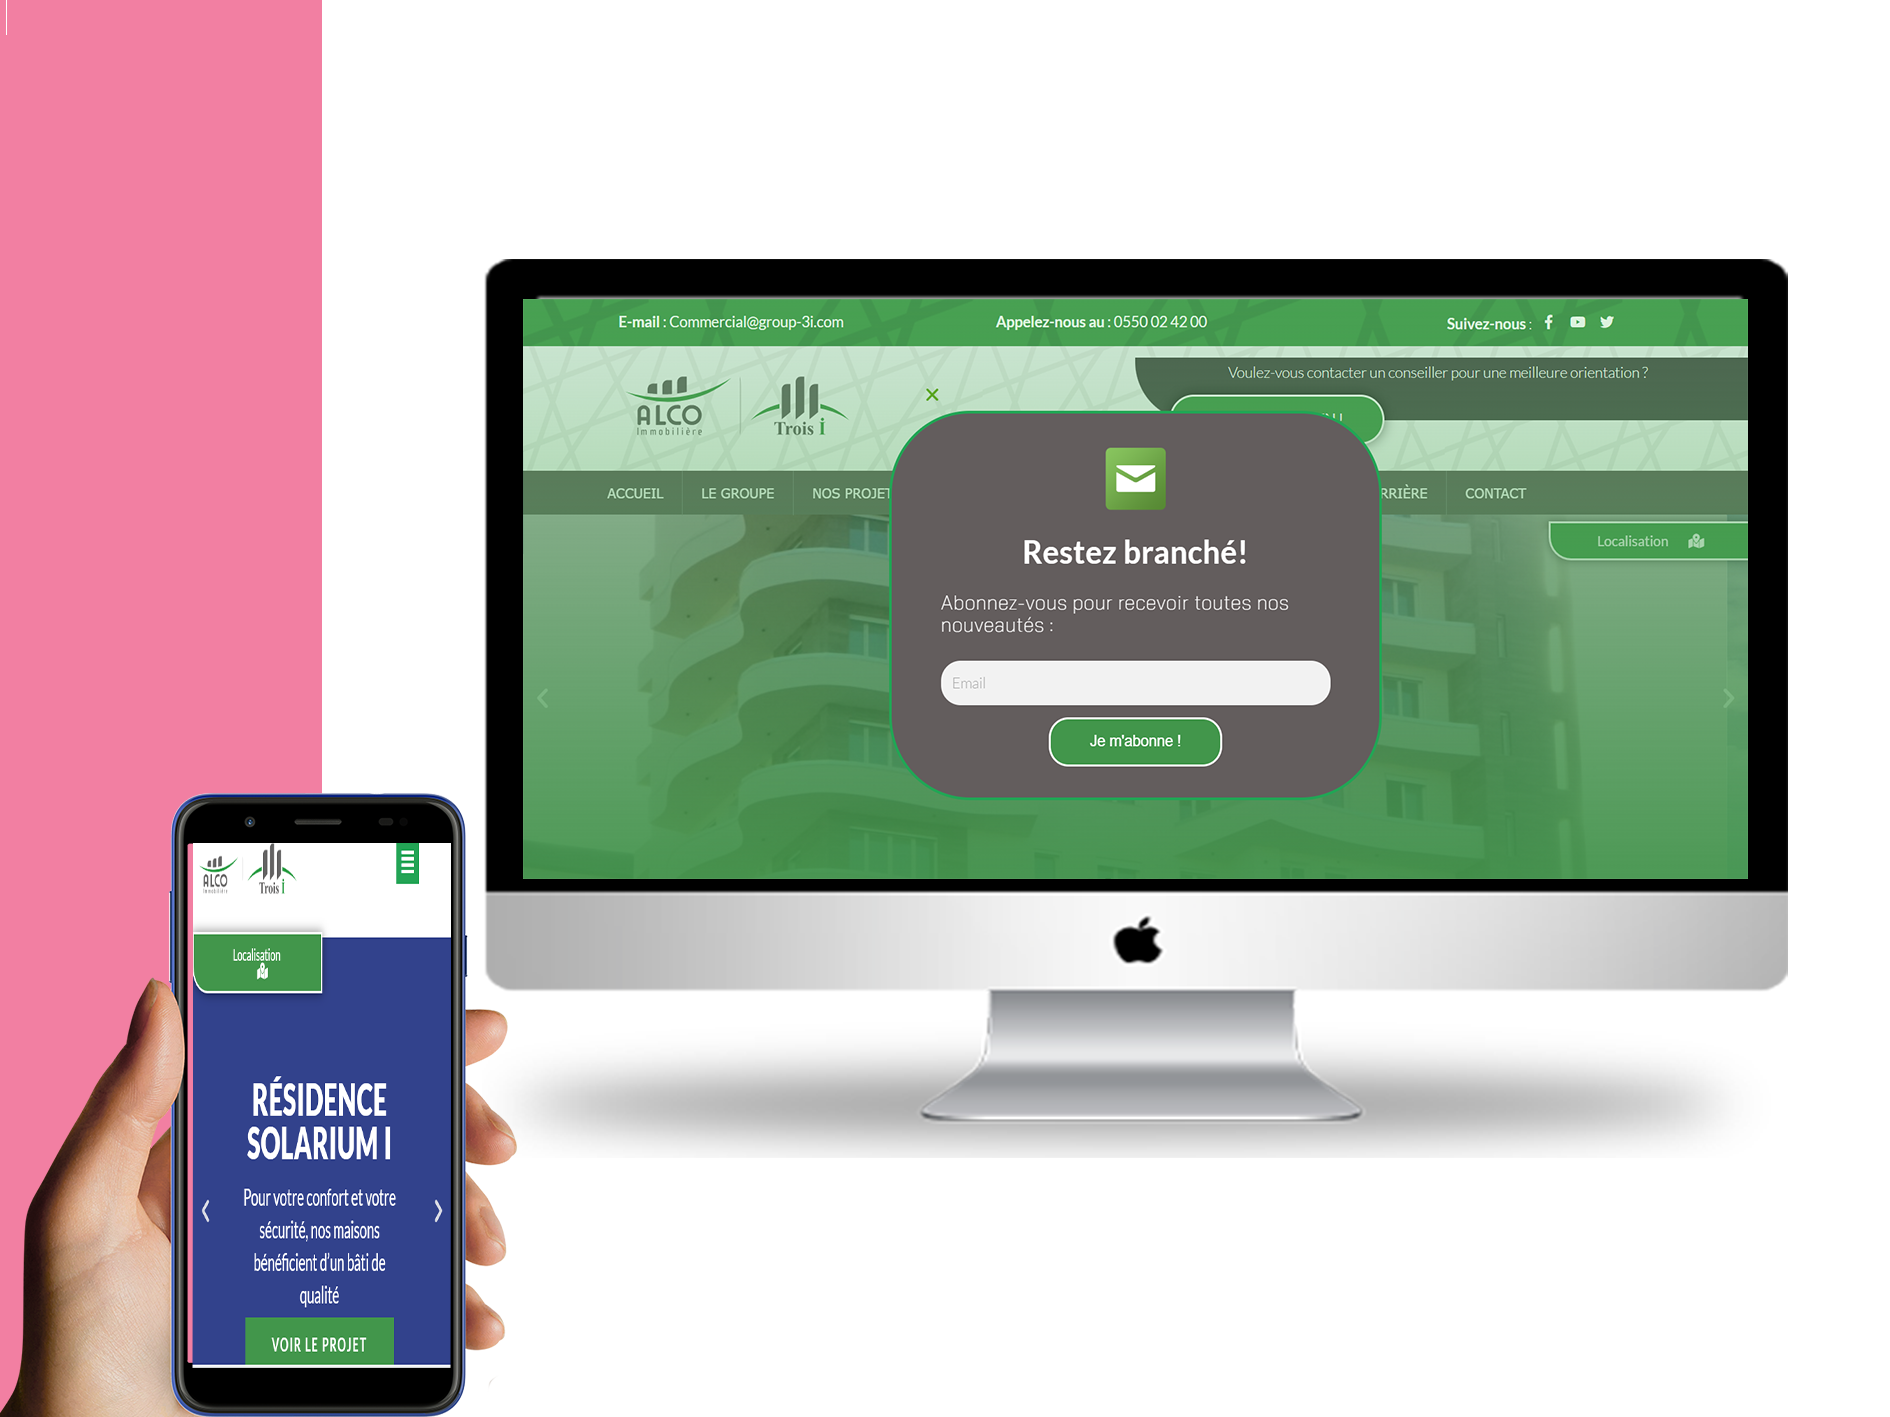 E-mail : Commercial@group-3i.com
Appelez-nous au : 0550 02 42 00
Suivez-nous :
Voulez-vous contacter un conseiller pour une meilleure orientation ?
ALCO
Immobilière
Trois i
ACCUEIL
LE GROUPE
NOS PROJET
RRIÈRE
CONTACT
Localisation
Restez branché!
Abonnez-vous pour recevoir toutes nos
nouveautés :
Email
Je m'abonne !
ALCO
Immobilière
Trois i
Localisation
RÉSIDENCE
SOLARIUM I
Pour votre confort et votre
sécurité, nos maisons
bénéficient d'un bâti de
qualité
VOIR LE PROJET